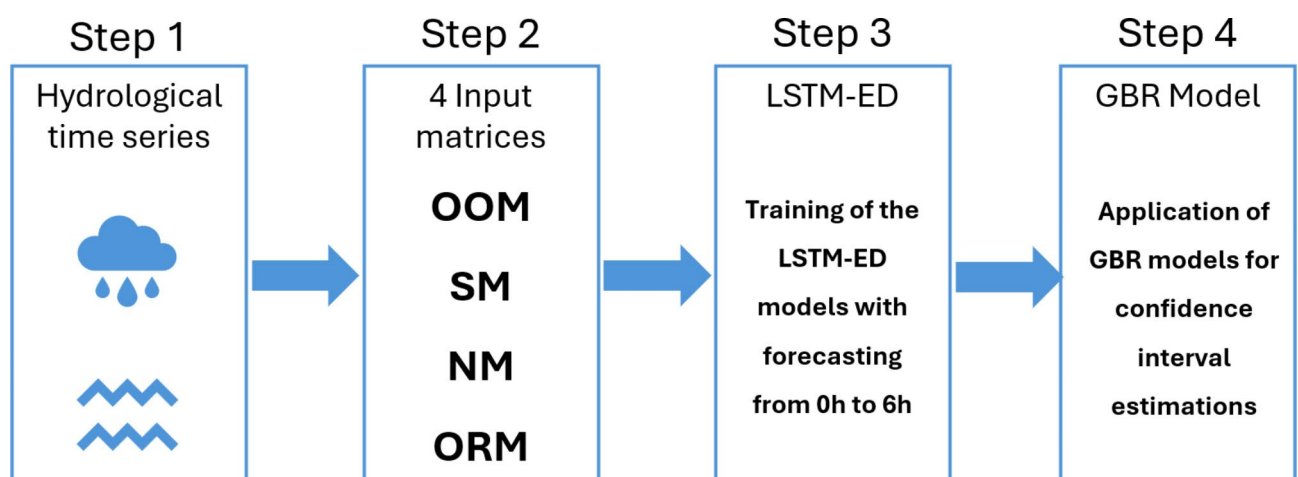 Step 1
Hydrological
time series
Step 2
4 Input
matrices
OOM
SM
NM
ORM
Step 3
LSTM-ED
Training of the
LSTM-ED
models with
forecasting
from 0h to 6h
Step 4
GBR Model
Application of
GBR models for
confidence
interval
estimations